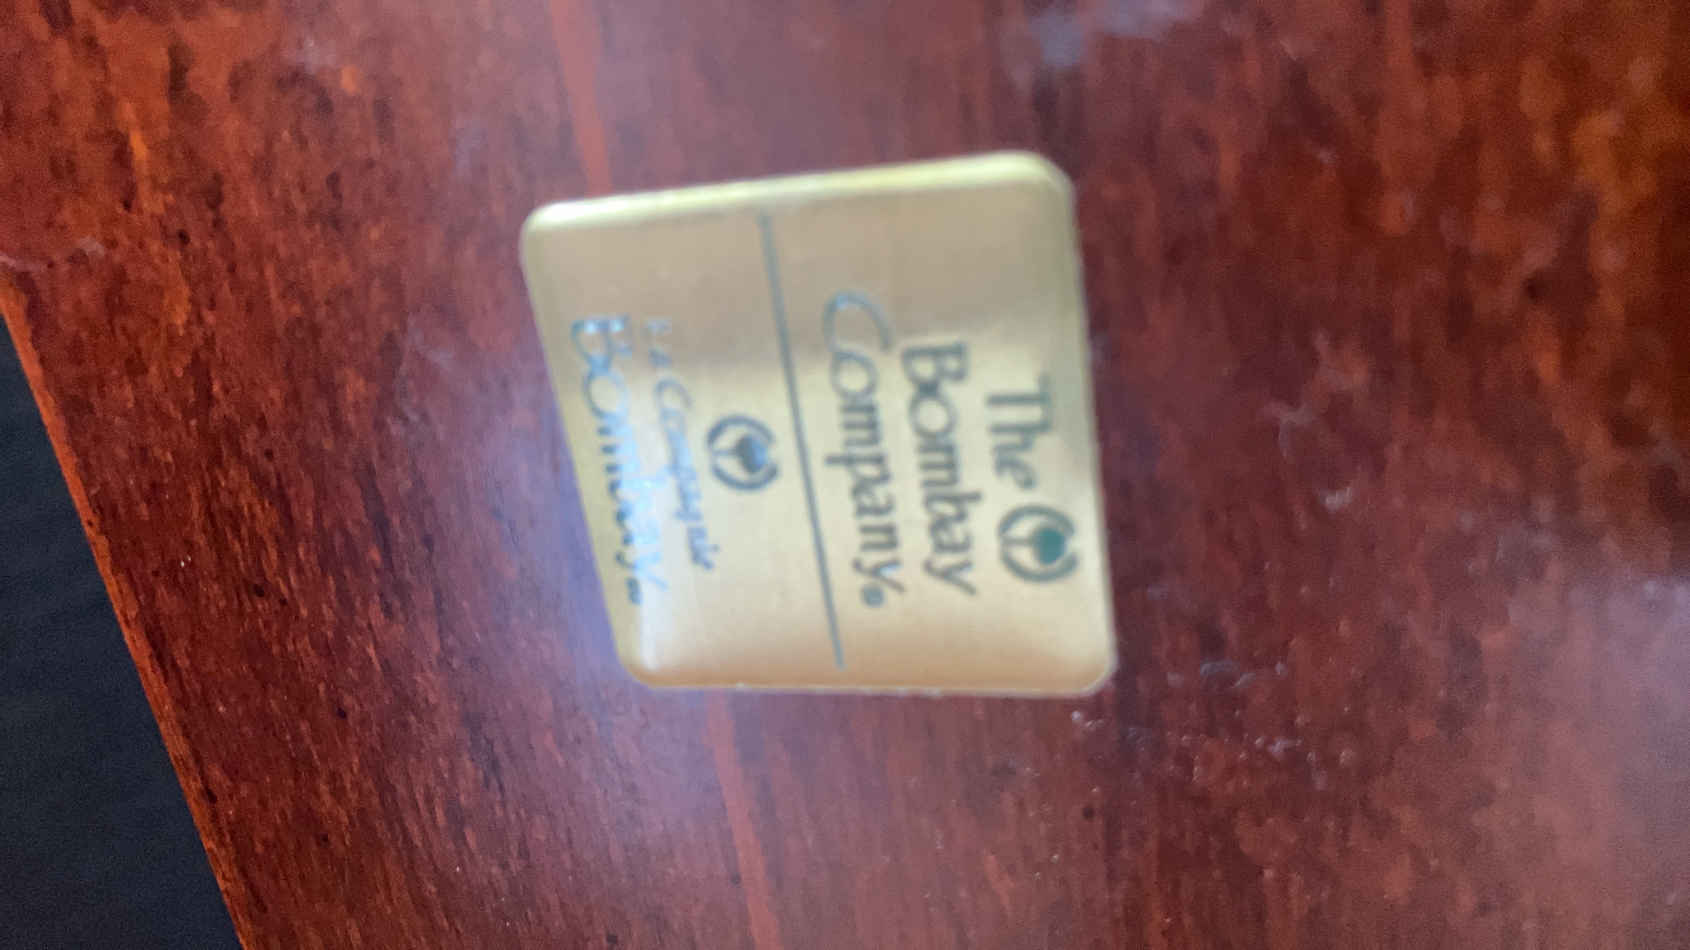 The
Bombay
Company®
La Compagnie
Bombay®